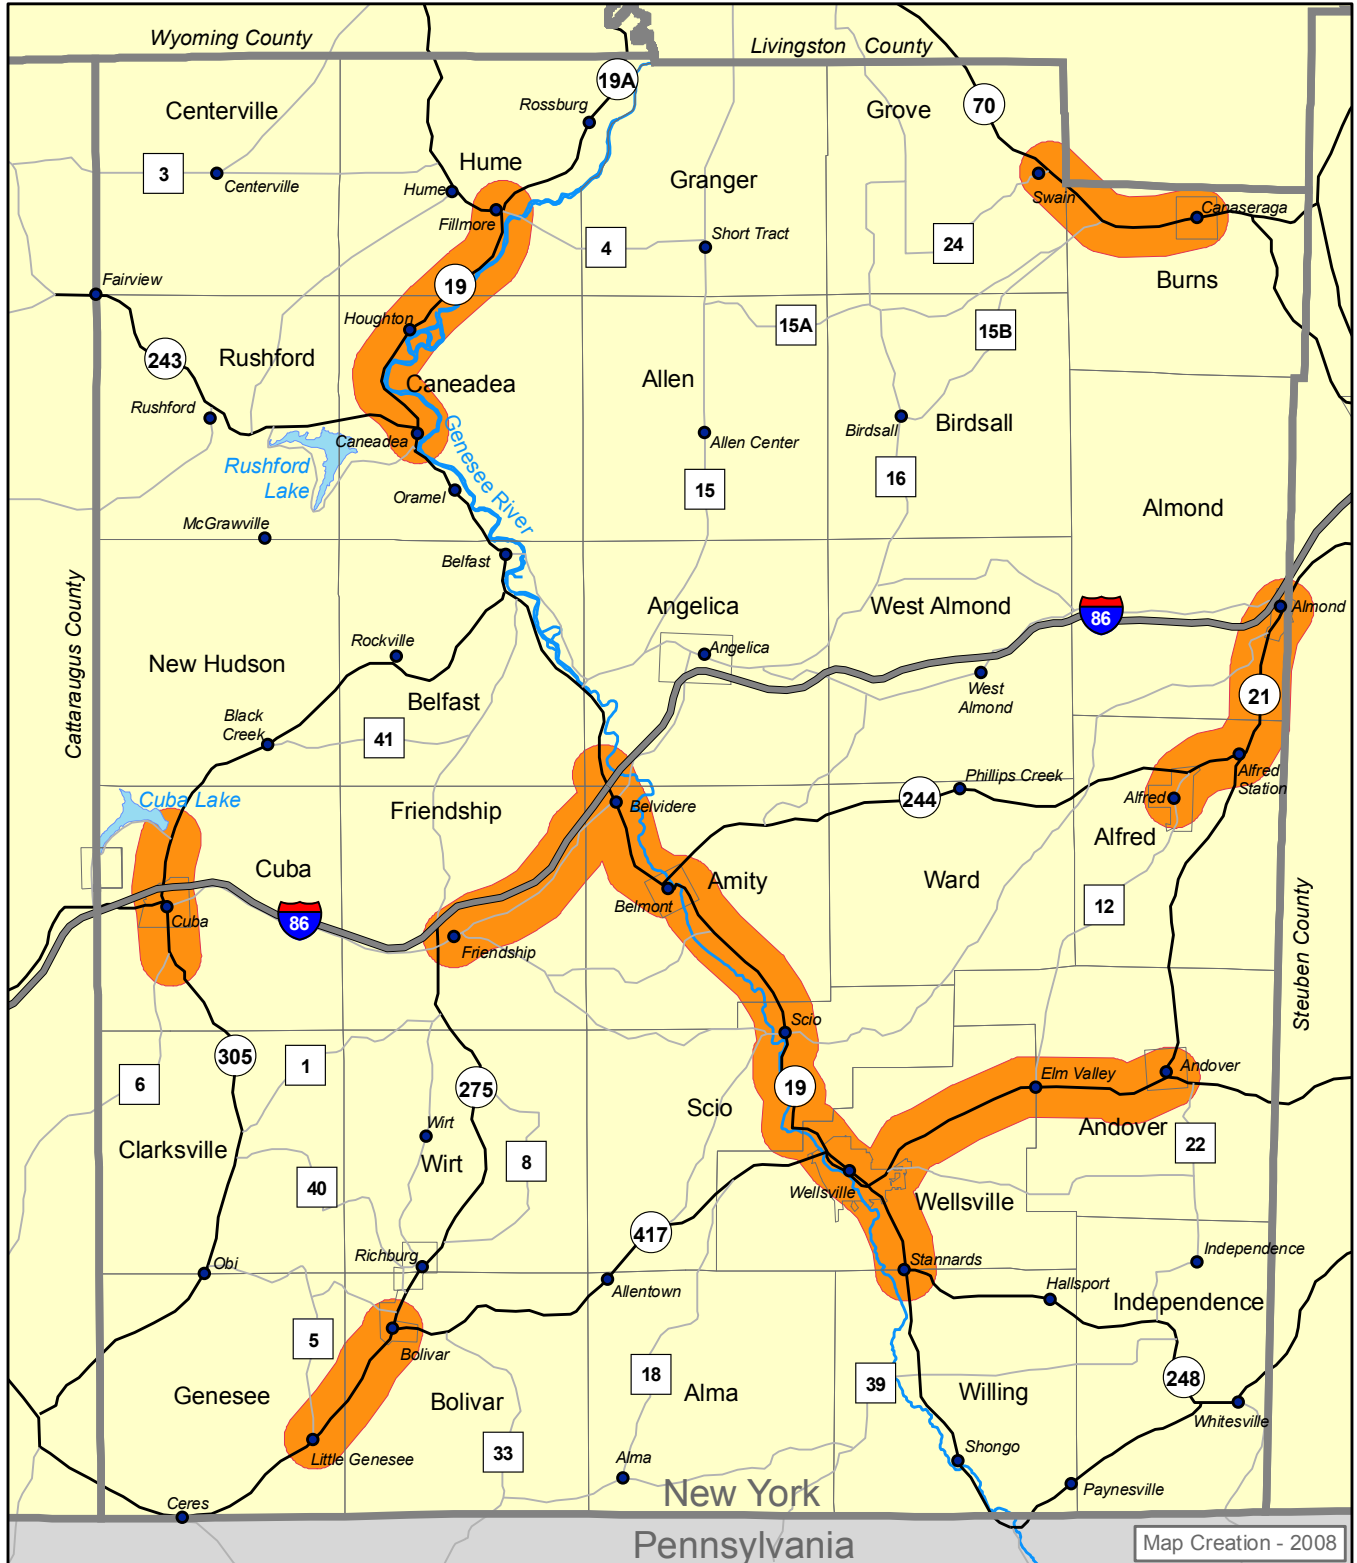 Wyoming County
Livingston County
19A
Rossburg
Centerville
Grove
70
Hume
3
Centerville
Granger
Hume
Swain
Fillmore
Canaseraga
4
Short Tract
24
Fairview
19
Burns
Houghton
15A
15B
243
Rushford
Caneadea
Allen
Rushford
Birdsall
Birdsall
Caneadea
Allen Center
Genesee River
Rushford
Lake
Oramel
15
16
Almond
McGrawville
Belfast
Cattaraugus County
Angelica
West Almond
86
Almond
Rockville
Angelica
New Hudson
West
Almond
21
Belfast
Black
Creek
41
Alfred
Station
Phillips Creek
Cuba Lake
Friendship
Belvidere
244
Alfred
Alfred
Cuba
Amity
Ward
Belmont
12
Cuba
86
Friendship
Steuben County
Scio
305
1
6
275
19
Elm Valley
Andover
Scio
Wirt
Andover
Clarksville
Wirt
8
22
40
Wellsville
Wellsville
417
Richburg
Obi
Stannards
Independence
Allentown
Hallsport
Independence
5
Bolivar
18
39
248
Genesee
Bolivar
Alma
Willing
Whitesville
Little Genesee
33
Alma
Shongo
Paynesville
Ceres
New York
Pennsylvania
Map Creation - 2008